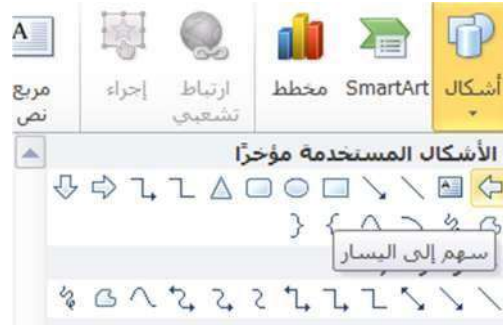 أشكال
SmartArt
مخطط
ارتباط
تشعبي
إجراء
مربع
نص
A
الأشكال المستخدمة مؤخرًا
سهم إلى اليسار